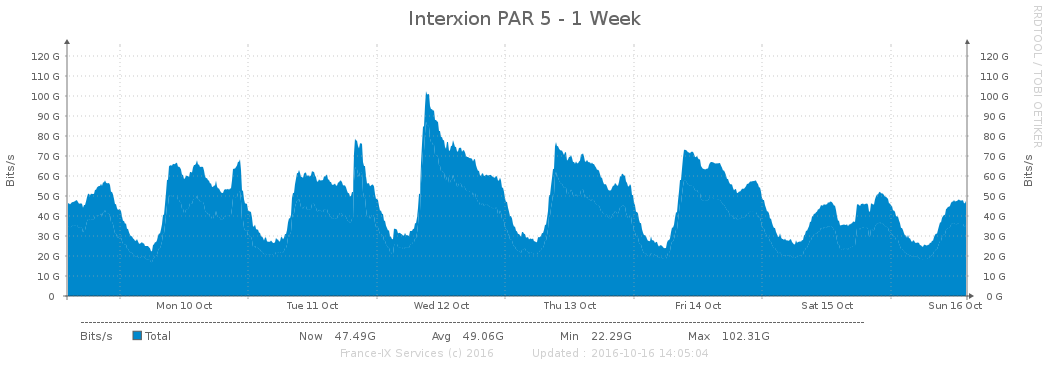 Interxion PAR 5 - 1 Week
RRDTOOL / TOBI OETIKER
Bits/s
Bits/s
120 G 120 G
110 G 110 G
100 G 100 G
90 G 90 G
80 G 80 G
70 G 70 G
60 G 60 G
50 G 50 G
40 G 40 G
30 G 30 G
20 G 20 G
10 G 10 G
0 0 G
Mon 10 Oct Tue 11 Oct Wed 12 Oct Thu 13 Oct Fri 14 Oct Sat 15 Oct Sun 16 Oct
Bits/s Total Now 47.49G Avg 49.06G Min 22.29G Max 102.31G
France-IX Services (c) 2016 Updated : 2016-10-16 14:05:04